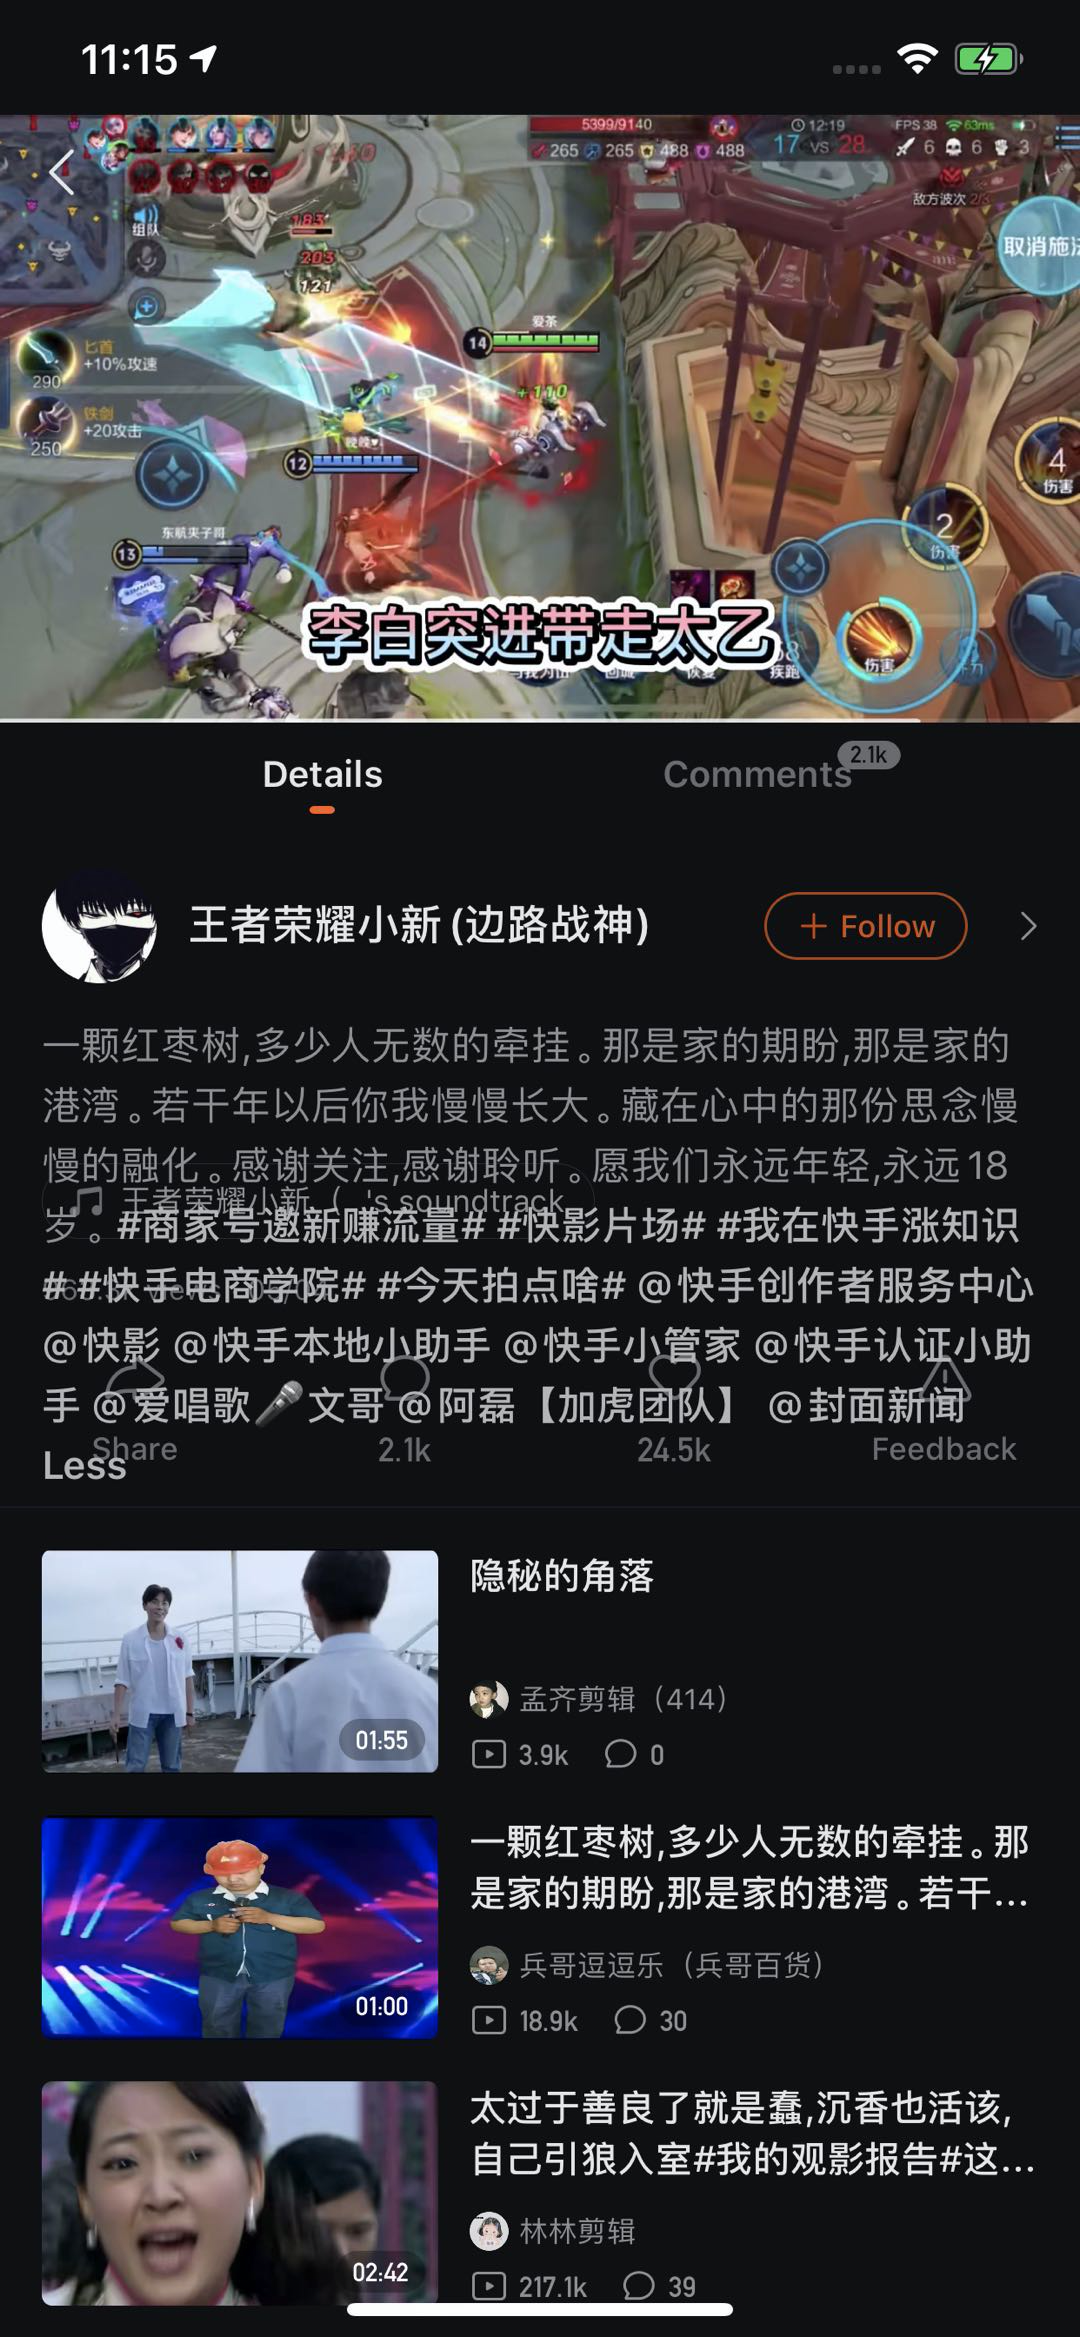 11:15
5399/9140
265 265 488 488
12:19
17 vs 28
FPS 38 63ms
6 6 3
敌方波次 2/3
取消施法
组队
183
203
121
匕首
+10%攻速
290
铁剑
+20攻击
250
爱茶
14
+110
12
东航夹子哥
13
4
伤害
2
伤害
李白突进带走太乙
回城
恢复
疾跑
伤害
Details
Comments 2.1k
王者荣耀小新(边路战神)
+ Follow
一颗红枣树,多少人无数的牵挂。那是家的期盼,那是家的
港湾。若干年以后你我慢慢长大。藏在心中的那份思念慢
慢的融化。感谢关注,感谢聆听。愿我们永远年轻,永远18
王者荣耀小新（ 's soundtrack
岁。#商家号邀新赚流量# #快影片场# #我在快手涨知识
# #快手电商学院# #今天拍点啥# @快手创作者服务中心
@快影 @快手本地小助手 @快手小管家 @快手认证小助
手 @爱唱歌🎤文哥 @阿磊【加虎团队】 @封面新闻
Less
Share 2.1k 24.5k Feedback
隐秘的角落
01:55
孟齐剪辑（414）
3.9k 0
一颗红枣树,多少人无数的牵挂。那
是家的期盼,那是家的港湾。若干...
01:00
兵哥逗逗乐（兵哥百货）
18.9k 30
太过于善良了就是蠢,沉香也活该,
自己引狼入室#我的观影报告#这...
02:42
林林剪辑
217.1k 39